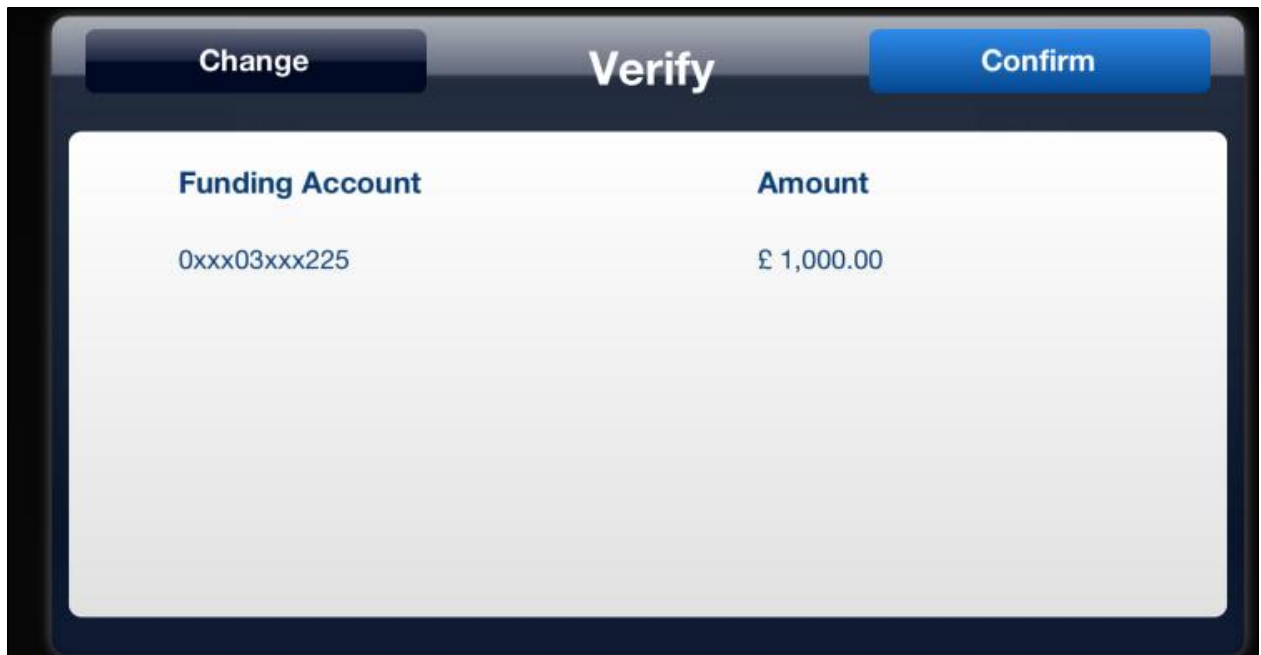 Change Verify Confirm
Funding Account Amount
0xxx03xxx225 £ 1,000.00